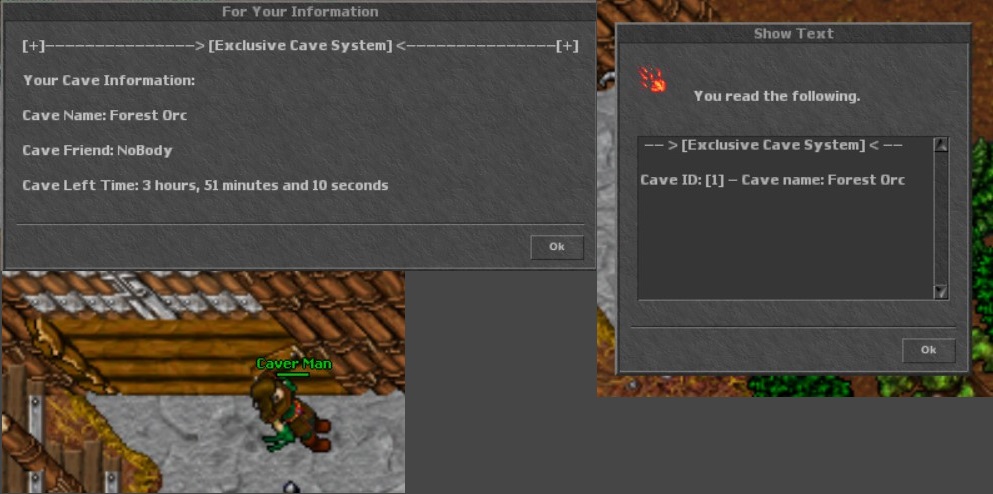 For Your Information
[+]---------------> [Exclusive Cave System] <---------------[+]
Your Cave Information:
Cave Name: Forest Orc
Cave Friend: NoBody
Cave Left Time: 3 hours, 51 minutes and 10 seconds
Ok
Show Text
You read the following.
-- > [Exclusive Cave System] < --
Cave ID: [1] - Cave name: Forest Orc
Ok
Caver Man